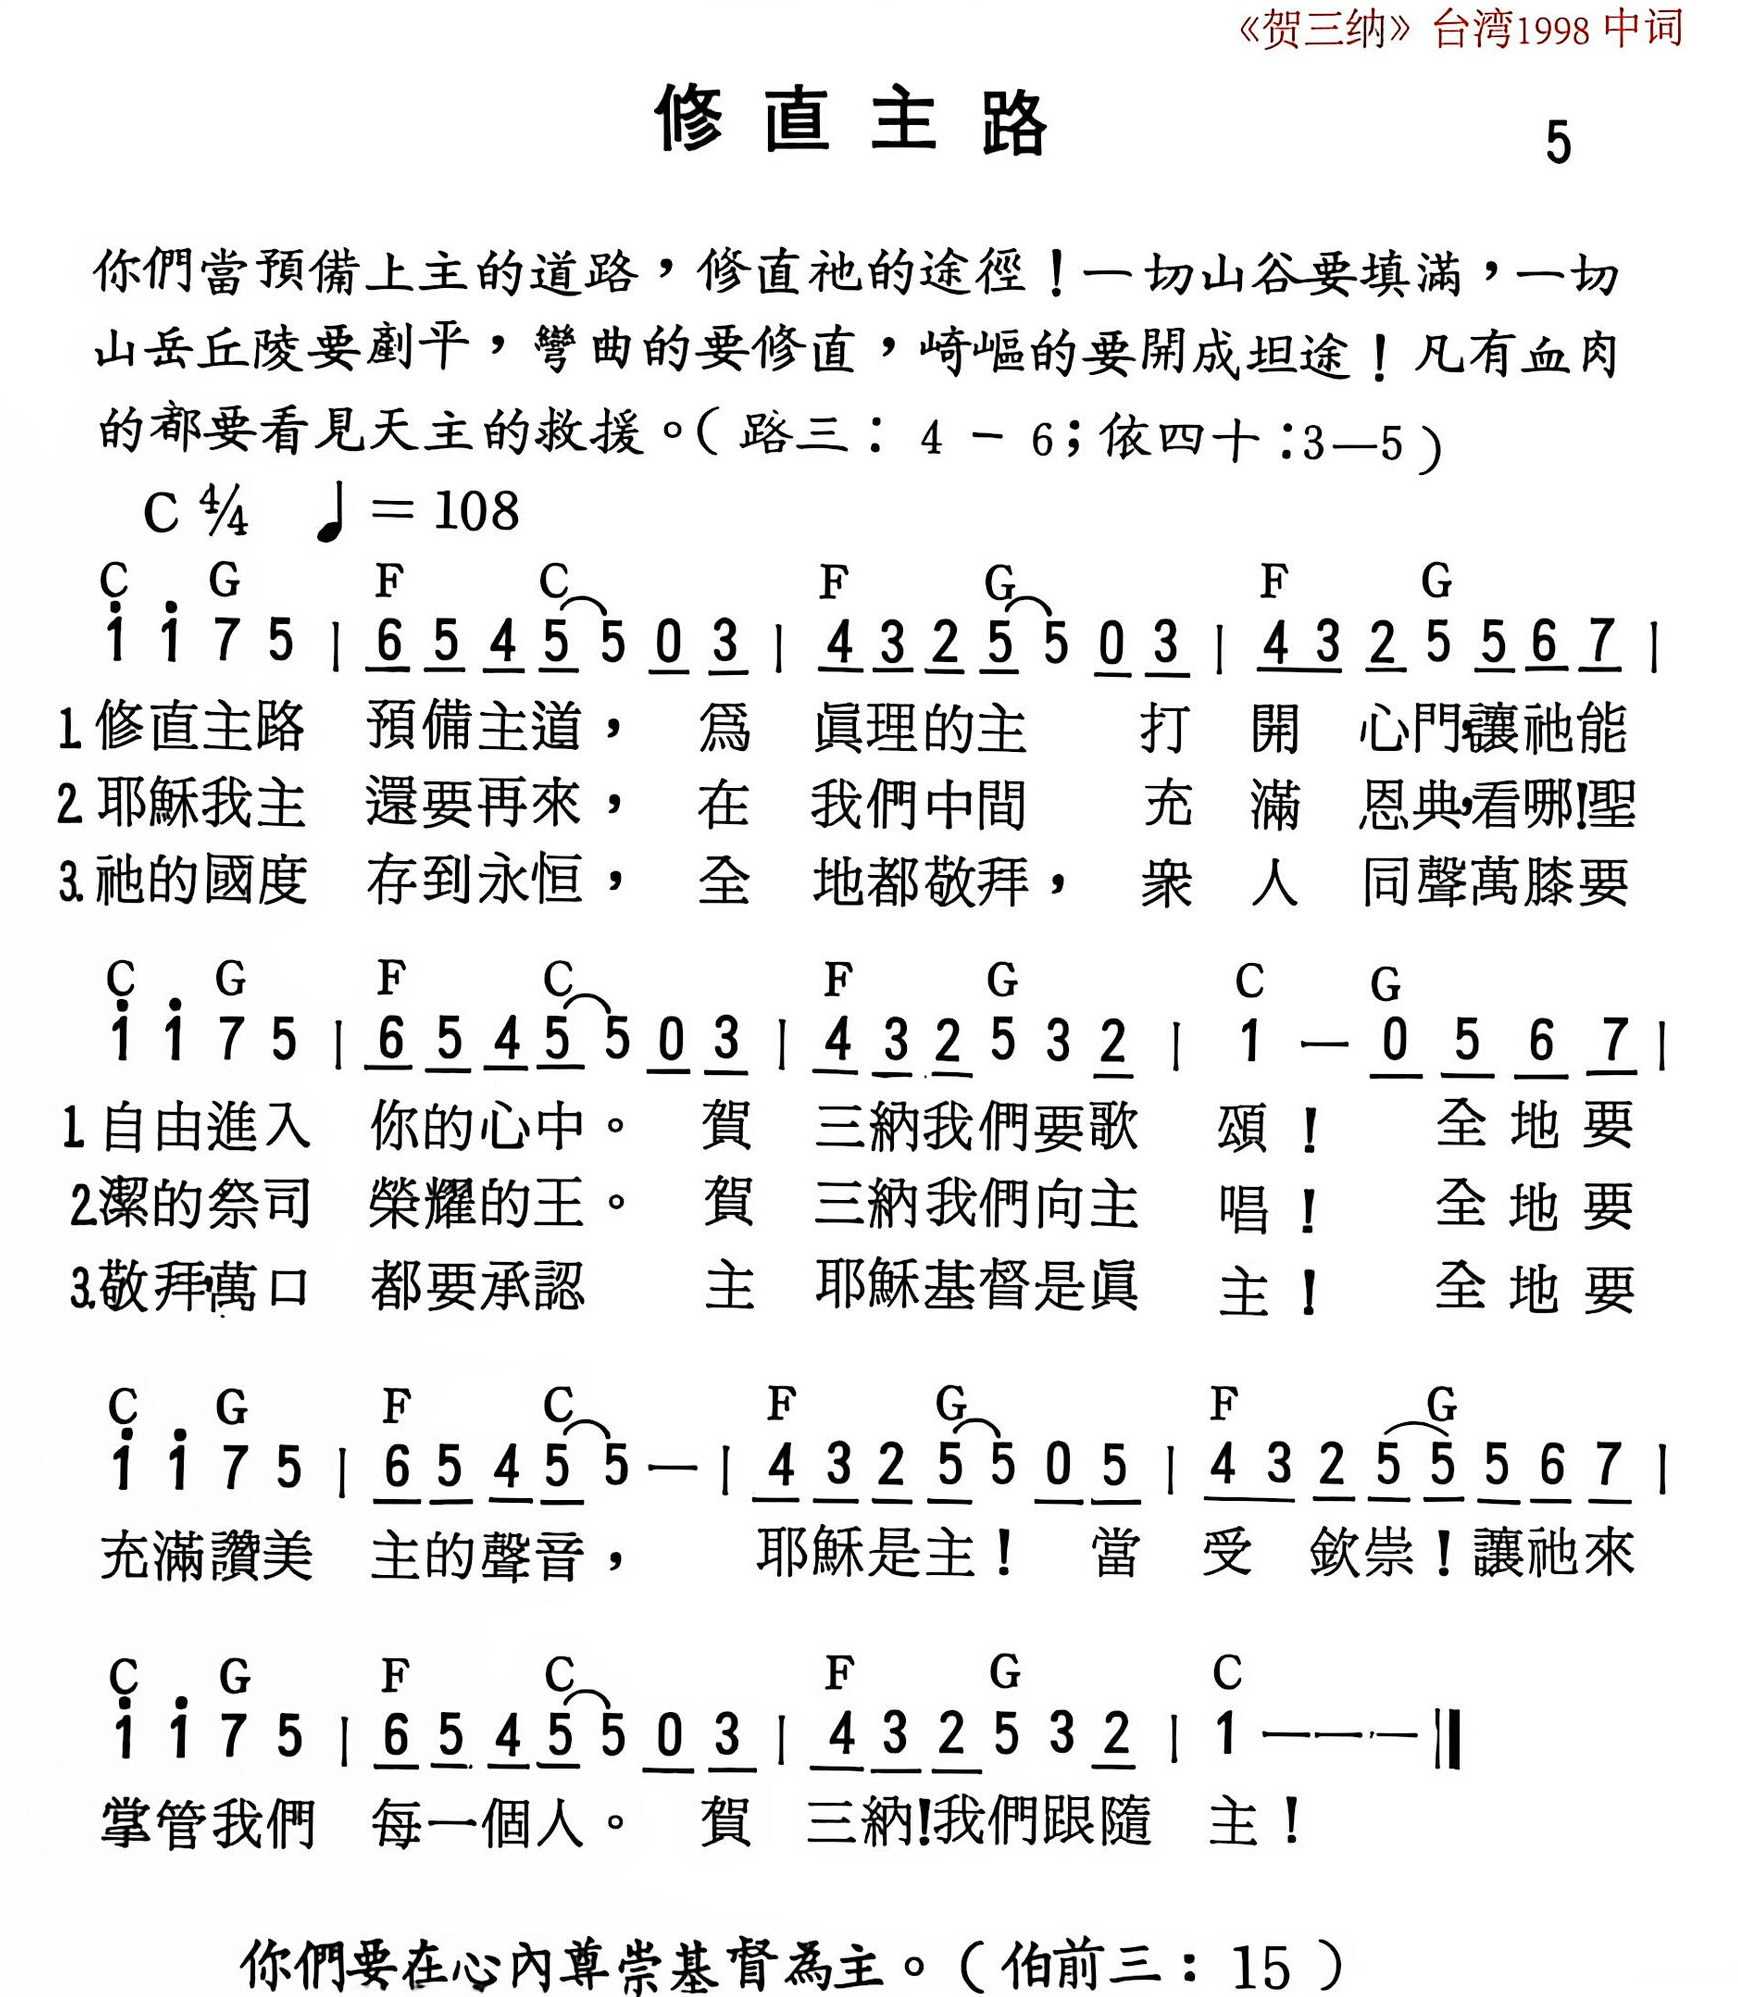 《贺三纳》台湾1998 中词
修直主路
5
你們當預備上主的道路，修直祂的途徑！一切山谷要填滿，一切
山岳丘陵要剷平，彎曲的要修直，崎嶇的要開成坦途！凡有血肉
的都要看見天主的救援。（路三：4－6；依四十：3—5）
C 4/4 ♩＝108
C G F C F G F G
i i 7 5 | 6 5 4 5 5 0 3 | 4 3 2 5 5 0 3 | 4 3 2 5 5 6 7 |
1. 修直主路 預備主道， 爲 眞理的主 打 開 心門，讓祂能
2. 耶穌我主 還要再來， 在 我們中間 充 滿 恩典，看哪！聖
3. 祂的國度 存到永恒， 全 地都敬拜， 衆 人 同聲萬膝要
C G F C F G C G
i i 7 5 | 6 5 4 5 5 0 3 | 4 3 2 5 3 2 | 1 — 0 5 6 7 |
1. 自由進入 你的心中。 賀 三納我們要歌 頌！ 全地要
2. 潔的祭司 榮耀的王。 賀 三納我們向主 唱！ 全地要
3. 敬拜，萬口 都要承認 主 耶穌基督是眞 主！ 全地要
C G F C F G F G
i i 7 5 | 6 5 4 5 5 — | 4 3 2 5 5 0 5 | 4 3 2 5 5 5 6 7 |
充滿讚美 主的聲音， 耶穌是主！ 當 受 欽崇！讓祂來
C G F C F G C
i i 7 5 | 6 5 4 5 5 0 3 | 4 3 2 5 3 2 | 1 — — — ‖
掌管我們 每一個人。 賀 三納！我們跟隨 主！
你們要在心內尊崇基督為主。（伯前三：15）